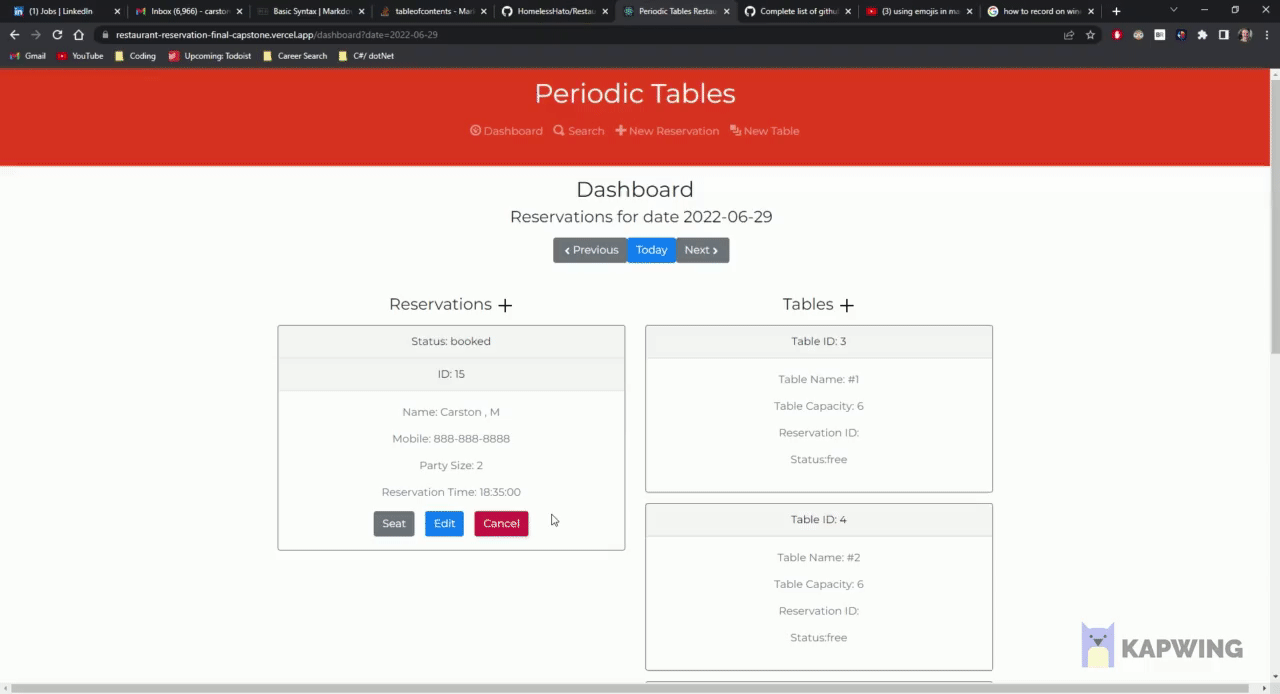 (1) Jobs | LinkedIn
Inbox (6,966) - carston
Basic Syntax | Markdo
tableofcontents - Mar
HomelessHato/Restau
Periodic Tables Restau
Complete list of githu
(3) using emojis in ma
how to record on win
restaurant-reservation-final-capstone.vercel.app/dashboard?date=2022-06-29
Gmail
YouTube
Coding
Upcoming: Todoist
Career Search
C#/ dotNet
Periodic Tables
Dashboard
Search
New Reservation
New Table
Dashboard
Reservations for date 2022-06-29
Previous
Today
Next
Reservations +
Status: booked
ID: 15
Name: Carston , M
Mobile: 888-888-8888
Party Size: 2
Reservation Time: 18:35:00
Seat
Edit
Cancel
Tables +
Table ID: 3
Table Name: #1
Table Capacity: 6
Reservation ID:
Status:free
Table ID: 4
Table Name: #2
Table Capacity: 6
Reservation ID:
Status:free
KAPWING